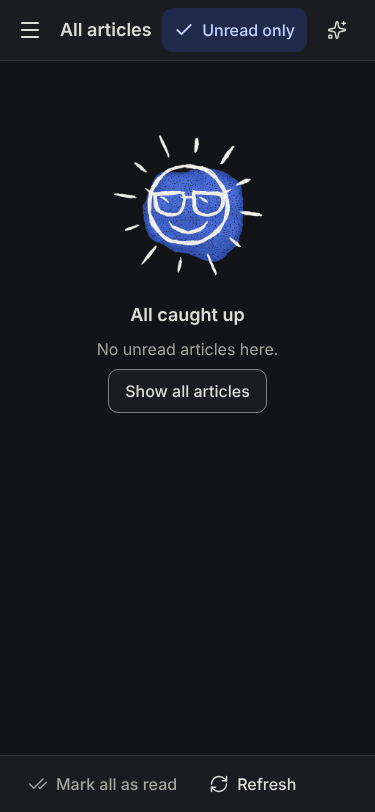 All articles
Unread only
All caught up
No unread articles here.
Show all articles
Mark all as read
Refresh